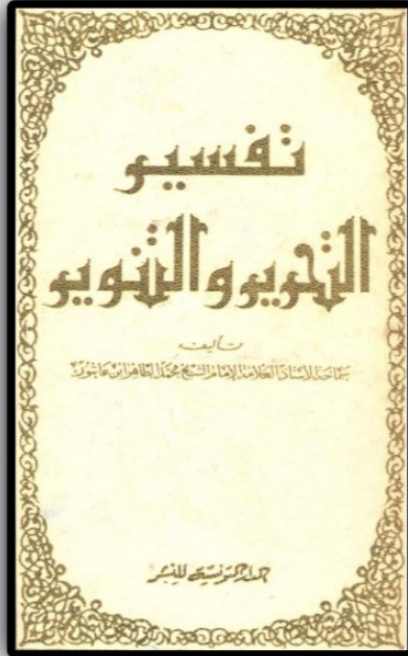 تفسير
التحرير والتنوير
تأليف
سماحة الأستاذ العلامة الإمام الشيخ محمد الطاهر ابن عاشور
الدار التونسية للنشر